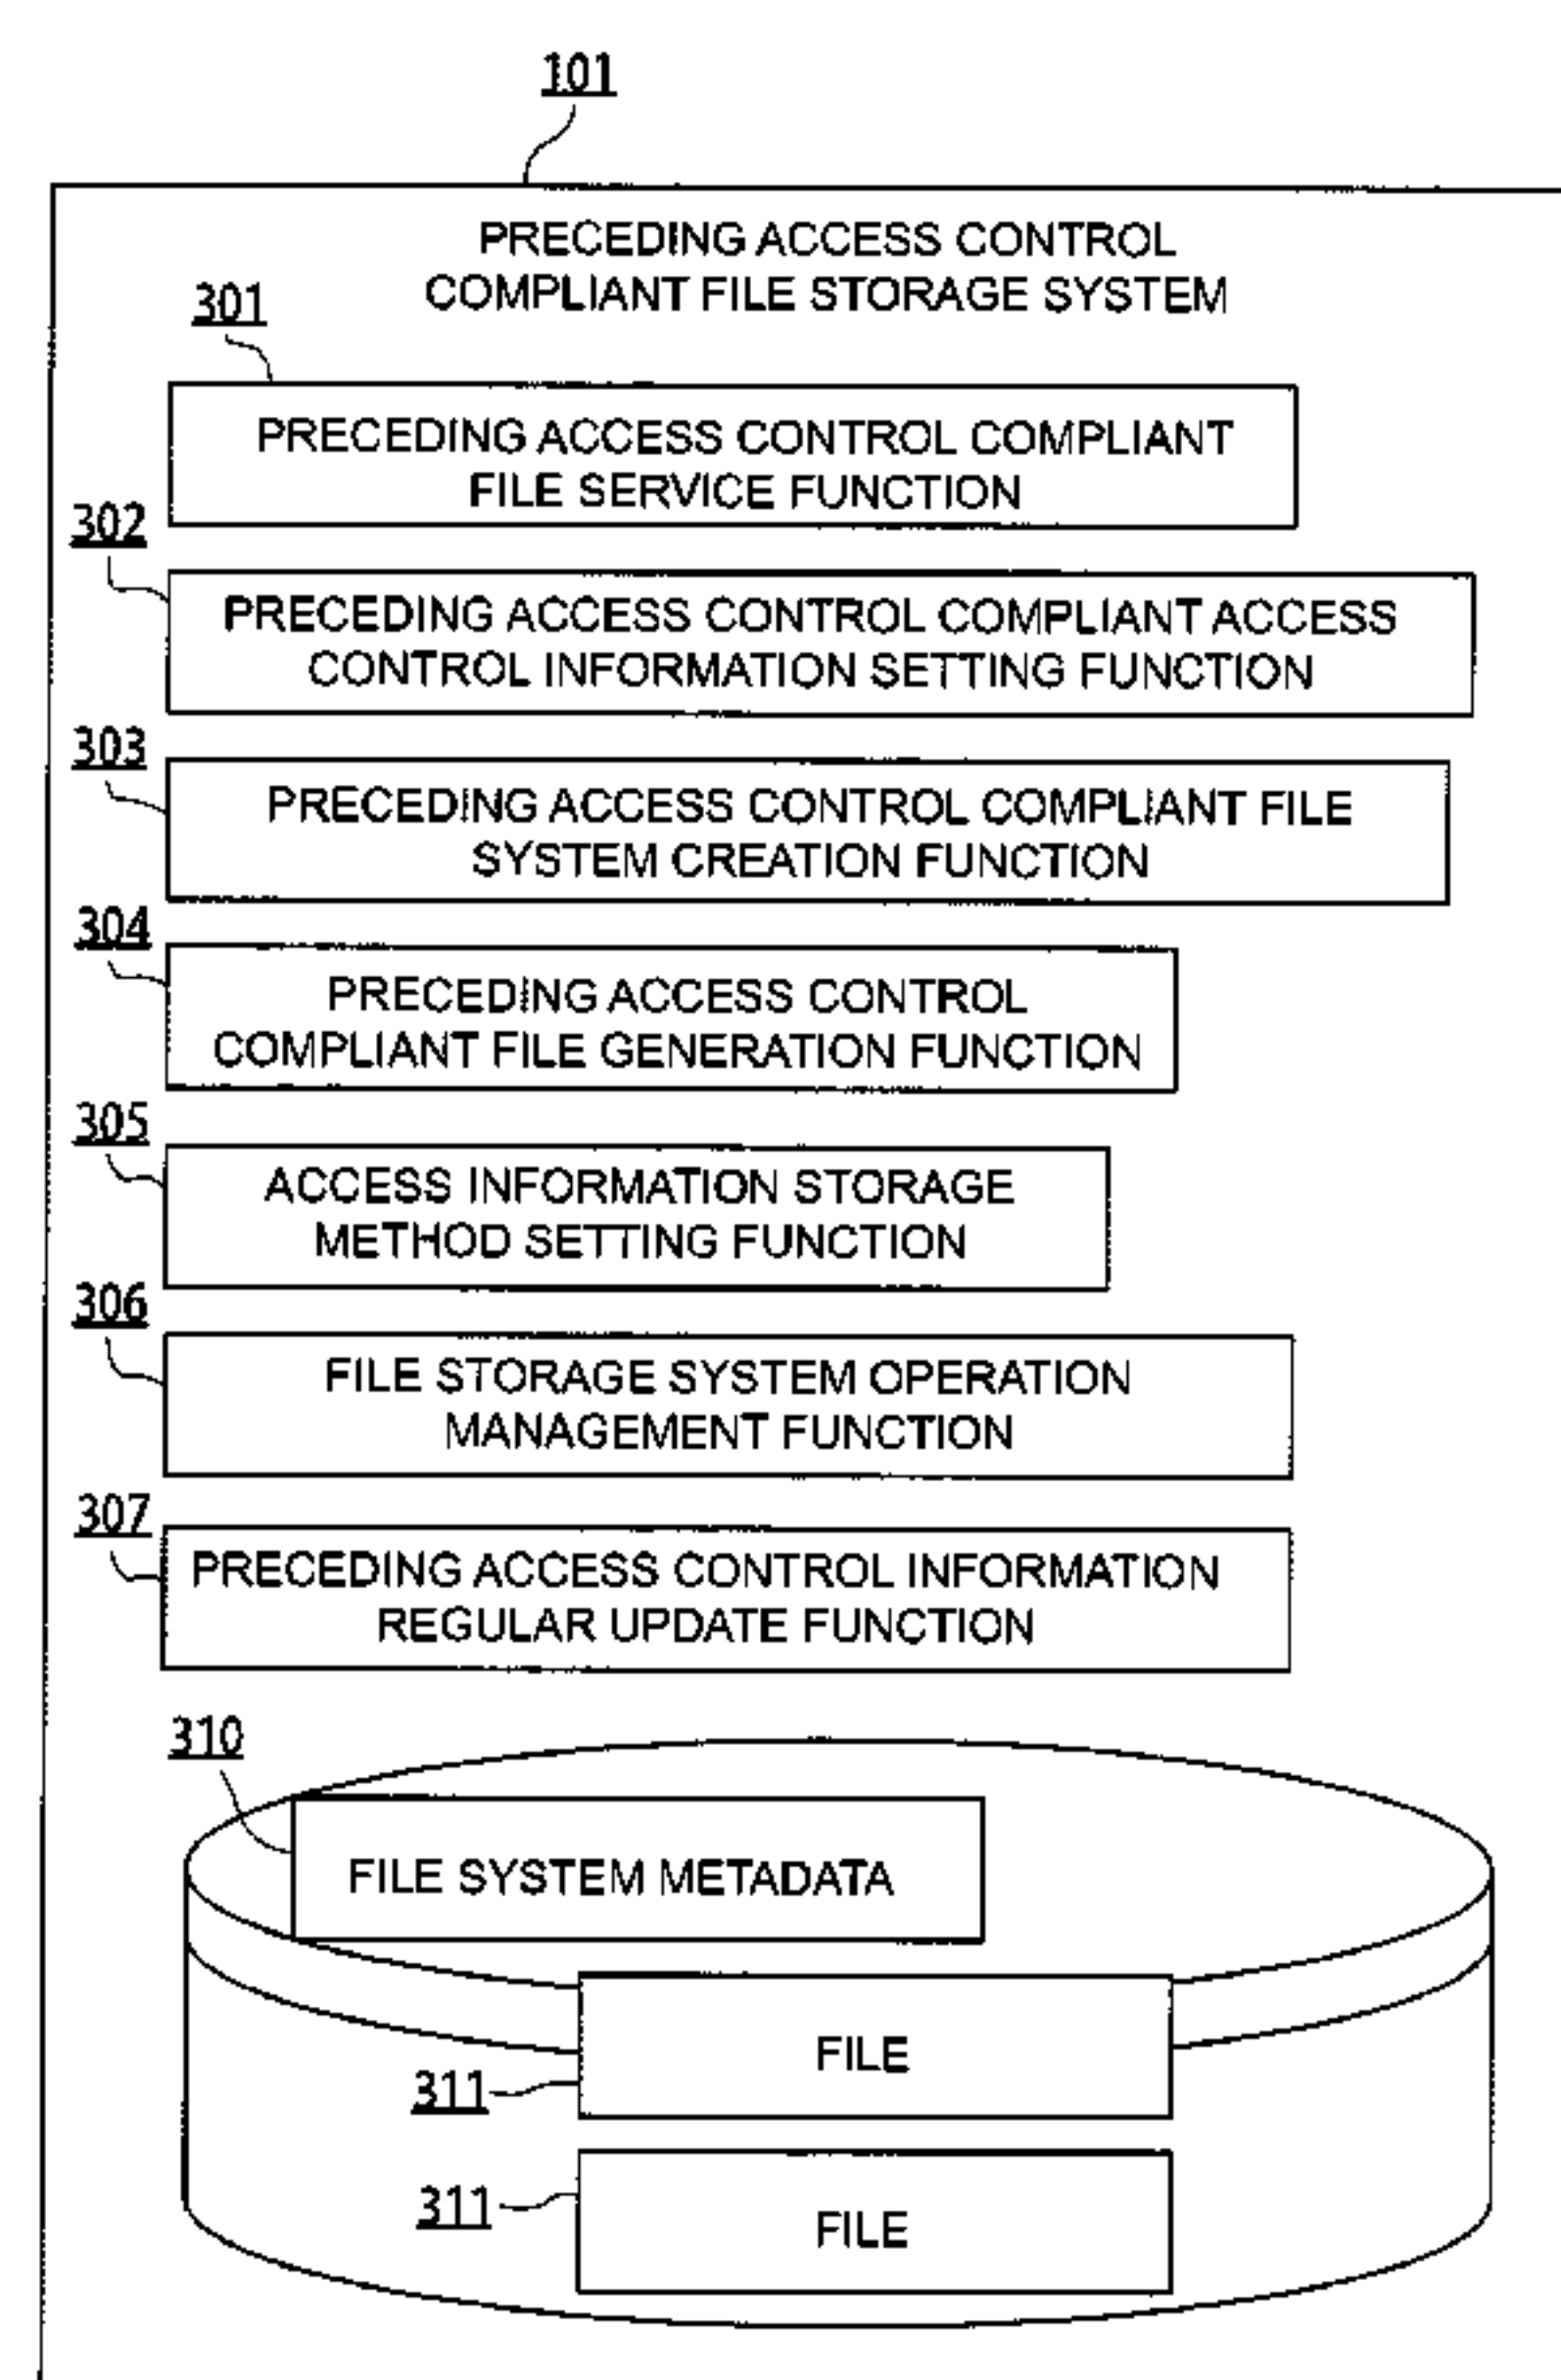 101
PRECEDING ACCESS CONTROL
COMPLIANT FILE STORAGE SYSTEM
301
PRECEDING ACCESS CONTROL COMPLIANT
FILE SERVICE FUNCTION
302
PRECEDING ACCESS CONTROL COMPLIANT ACCESS
CONTROL INFORMATION SETTING FUNCTION
303
PRECEDING ACCESS CONTROL COMPLIANT FILE
SYSTEM CREATION FUNCTION
304
PRECEDING ACCESS CONTROL
COMPLIANT FILE GENERATION FUNCTION
305
ACCESS INFORMATION STORAGE
METHOD SETTING FUNCTION
306
FILE STORAGE SYSTEM OPERATION
MANAGEMENT FUNCTION
307
PRECEDING ACCESS CONTROL INFORMATION
REGULAR UPDATE FUNCTION
310
FILE SYSTEM METADATA
FILE
311
311
FILE